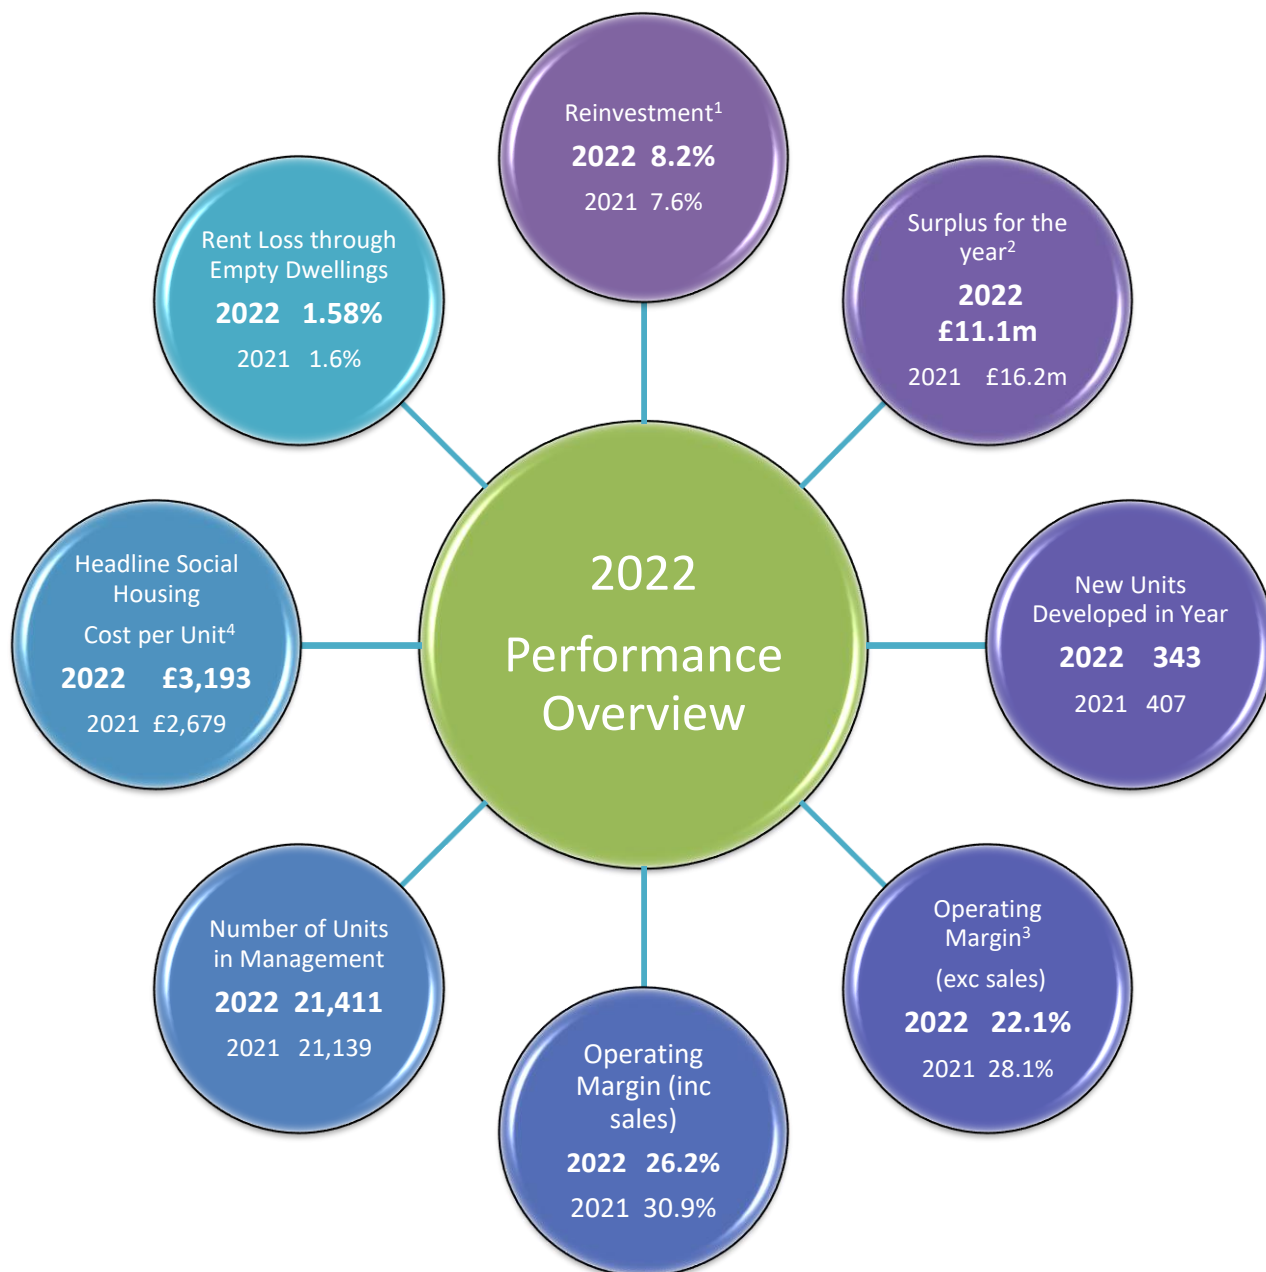 Reinvestment¹
2022 8.2%
2021 7.6%
Surplus for the
year²
2022
£11.1m
2021 £16.2m
New Units
Developed in Year
2022 343
2021 407
Operating
Margin³
(exc sales)
2022 22.1%
2021 28.1%
Operating
Margin (inc
sales)
2022 26.2%
2021 30.9%
Number of Units
in Management
2022 21,411
2021 21,139
Headline Social
Housing
Cost per Unit⁴
2022 £3,193
2021 £2,679
Rent Loss through
Empty Dwellings
2022 1.58%
2021 1.6%
2022
Performance
Overview